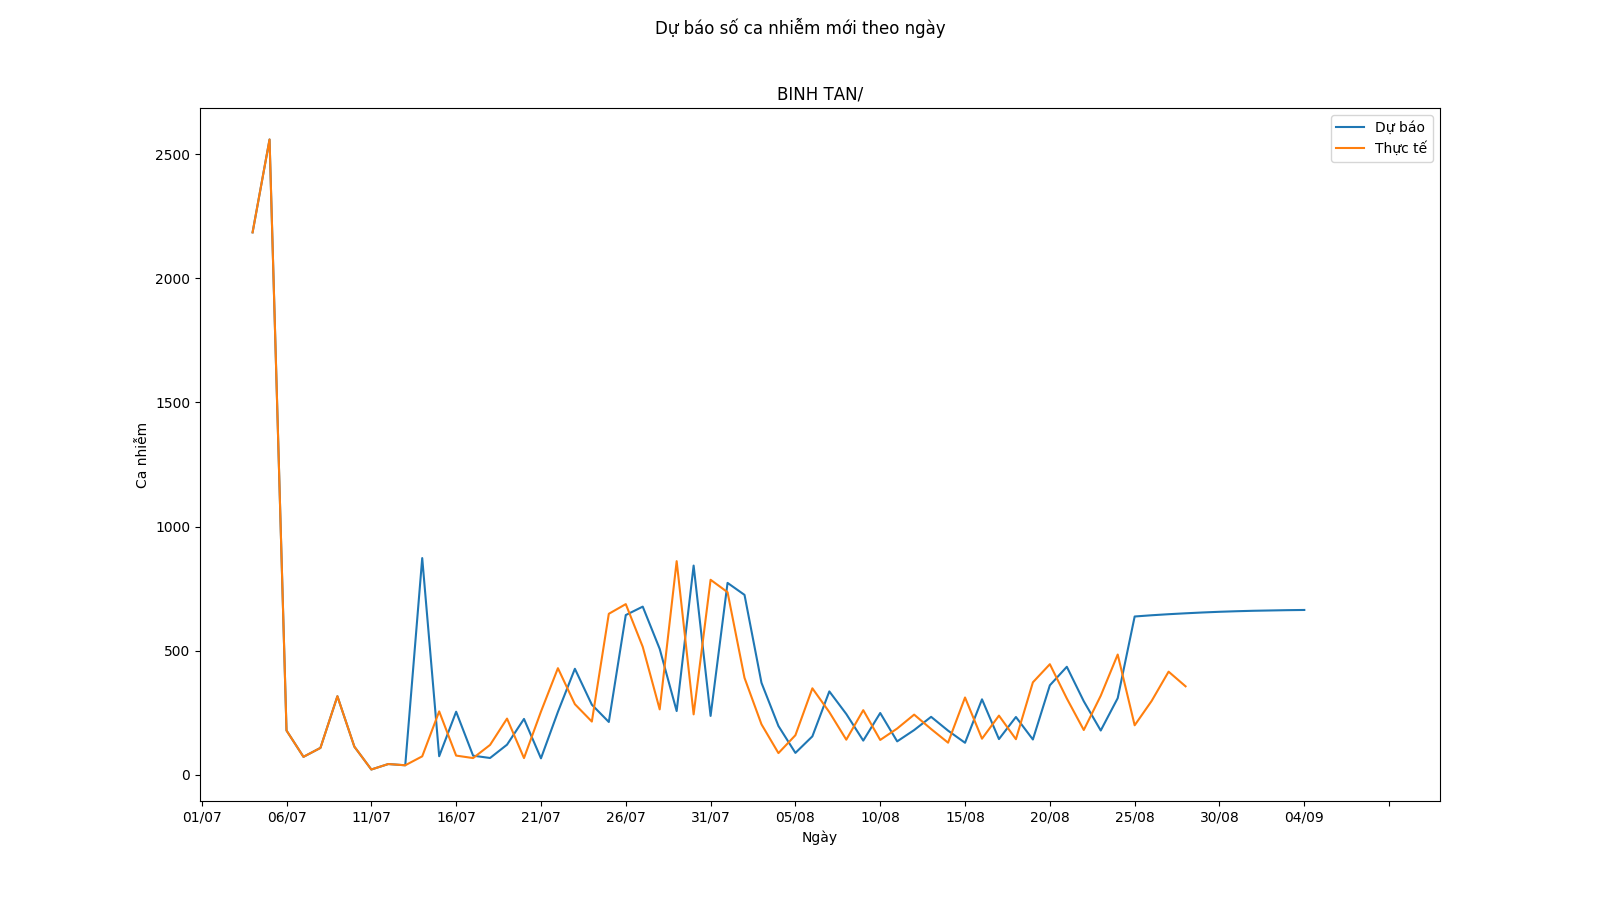 Dự báo số ca nhiễm mới theo ngày
BINH TAN/
Dự báo
Thực tế
2500
2000
1500
1000
500
0
Ca nhiễm
01/07 06/07 11/07 16/07 21/07 26/07 31/07 05/08 10/08 15/08 20/08 25/08 30/08 04/09
Ngày